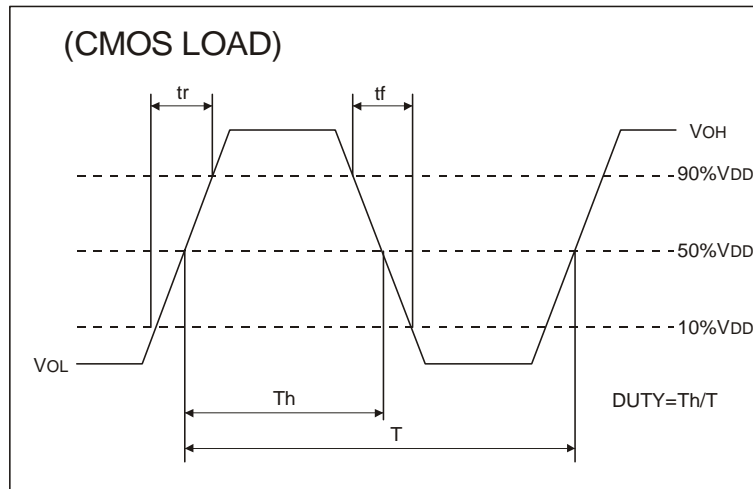 (CMOS LOAD)
tr
tf
VOH
90%VDD
50%VDD
10%VDD
VOL
Th
DUTY=Th/T
T